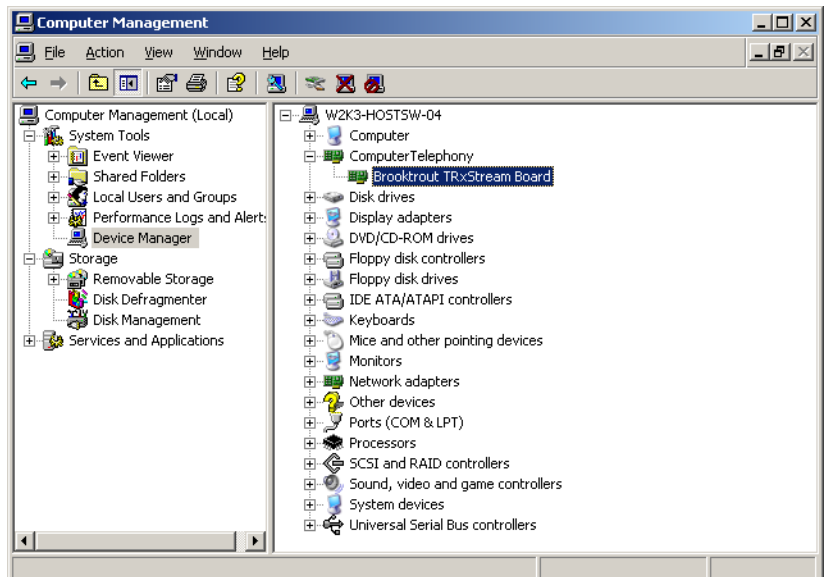 Computer Management
File Action View Window Help
Computer Management (Local)
System Tools
Event Viewer
Shared Folders
Local Users and Groups
Performance Logs and Alert:
Device Manager
Storage
Removable Storage
Disk Defragmenter
Disk Management
Services and Applications
W2K3-HOSTSW-04
Computer
ComputerTelephony
Brooktrout TRxStream Board
Disk drives
Display adapters
DVD/CD-ROM drives
Floppy disk controllers
Floppy disk drives
IDE ATA/ATAPI controllers
Keyboards
Mice and other pointing devices
Monitors
Network adapters
Other devices
Ports (COM & LPT)
Processors
SCSI and RAID controllers
Sound, video and game controllers
System devices
Universal Serial Bus controllers